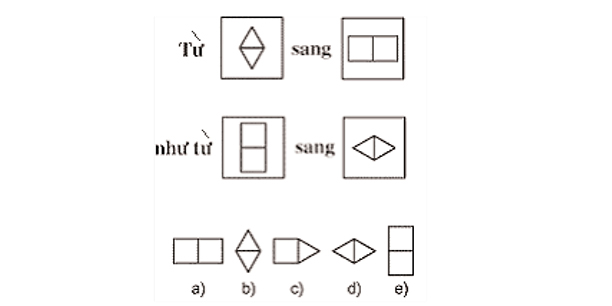 Từ sang
như từ sang
a) b) c) d) e)